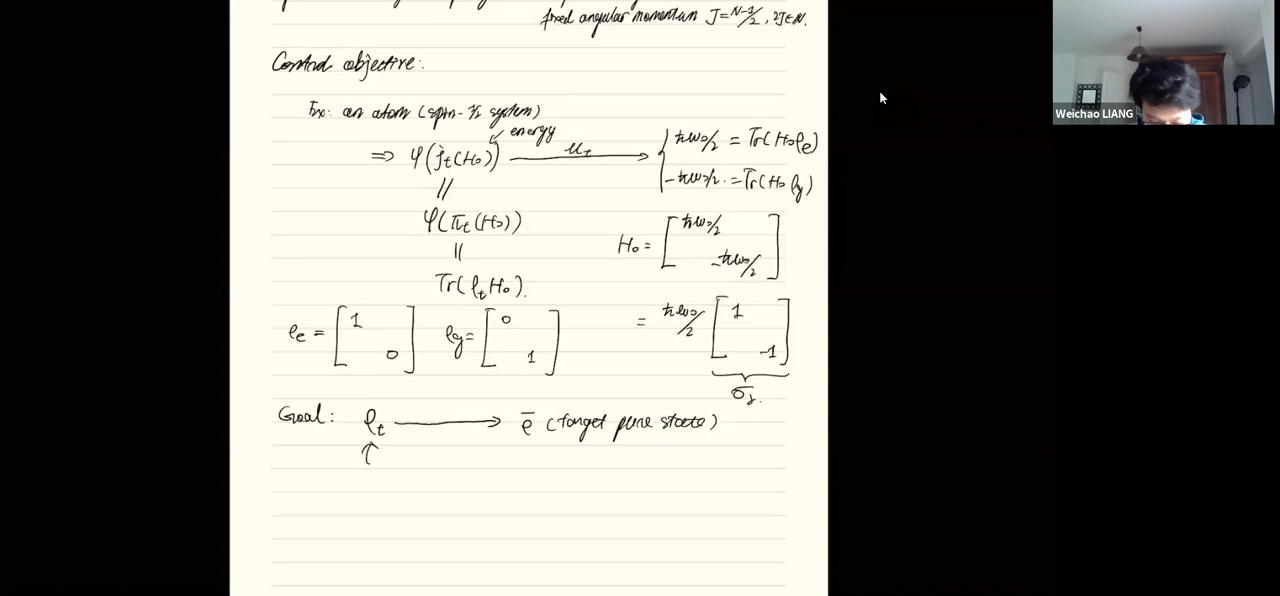 fixed angular momentum J = N-1/2, 2J∈N.
Control objective:
Ex: an atom (spin-½ system)
energy
⇒ φ(j_t(H₀)) u_t → { ħω₀/2 = Tr(H₀ρ_e)
-ħω₀/2 = Tr(H₀ρ_g)
||
φ(π_t(H₀))
||
Tr(ρ_t H₀).
H₀ = [ħω₀/2
-ħω₀/2]
ρ_e = [1
0]
ρ_g = [0
1]
= ħω₀/2 [1
-1]
σ_z.
Goal: ρ_t → ρ̄ (target pure state)
↑
Weichao LIANG